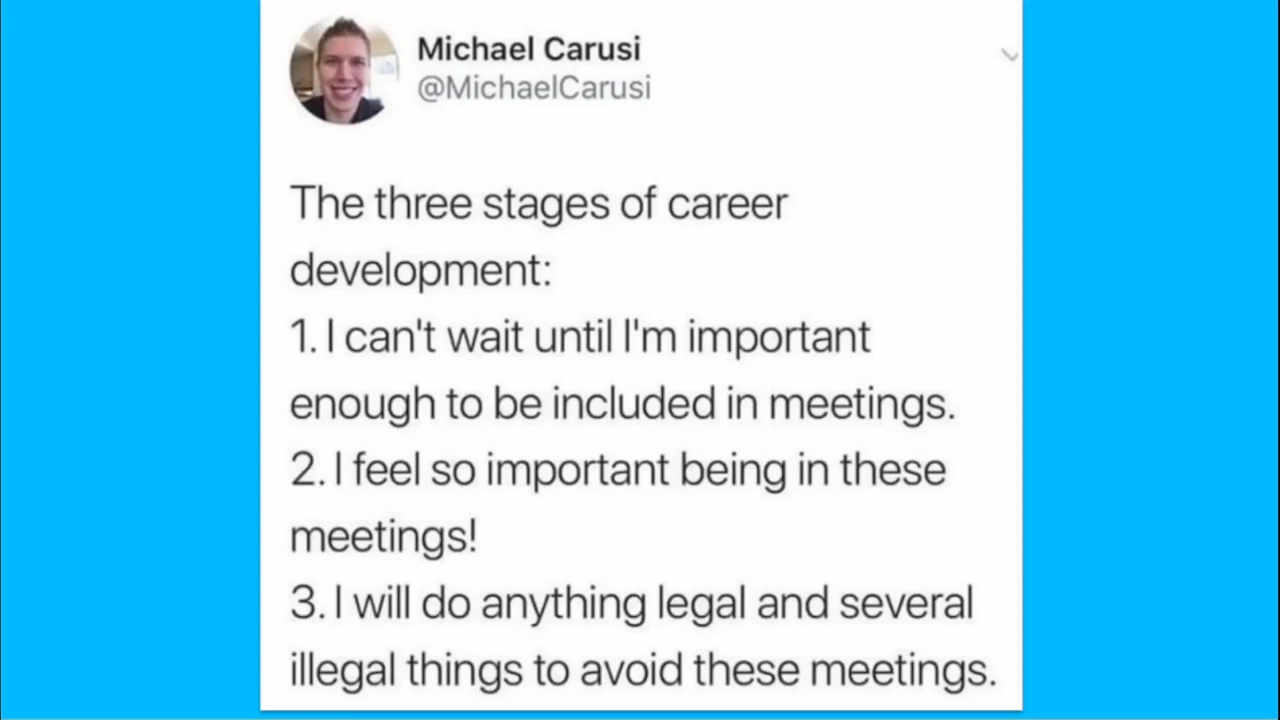 Michael Carusi
@MichaelCarusi
The three stages of career
development:
1. I can't wait until I'm important
enough to be included in meetings.
2. I feel so important being in these
meetings!
3. I will do anything legal and several
illegal things to avoid these meetings.